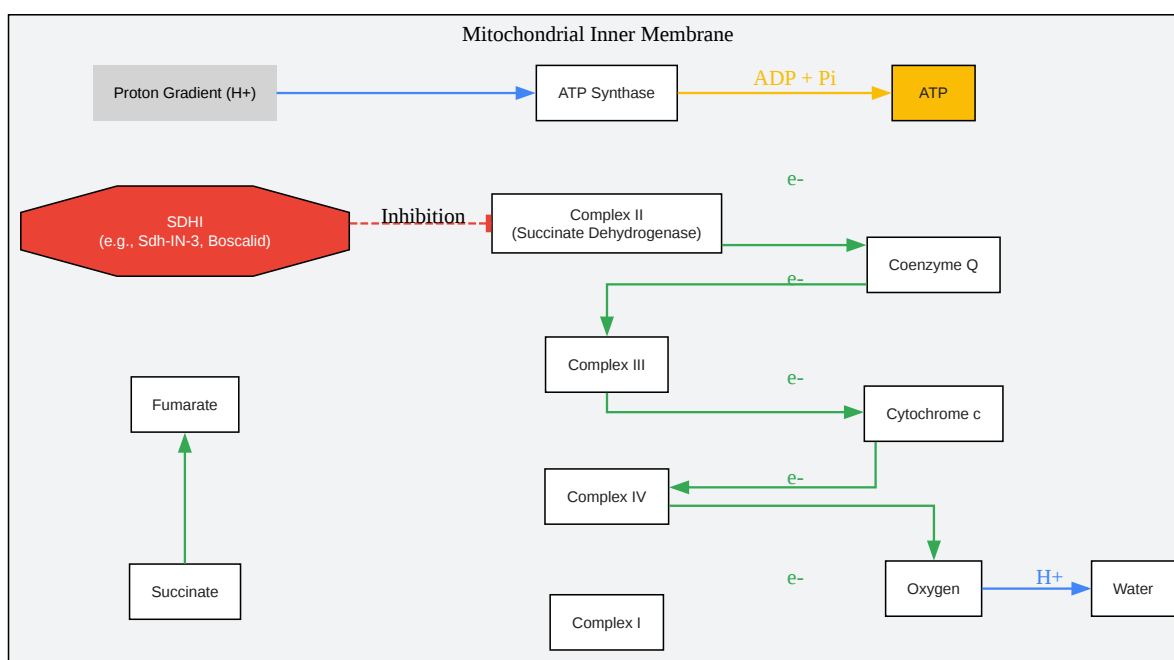 Mitochondrial Inner Membrane
Proton Gradient (H+)
ATP Synthase
ADP + Pi
ATP
e-
SDHI
(e.g., Sdh-IN-3, Boscalid)
Inhibition
Complex II
(Succinate Dehydrogenase)
Coenzyme Q
e-
Complex III
e-
Fumarate
Cytochrome c
e-
Complex IV
e-
H+
Succinate
Oxygen
Water
Complex I